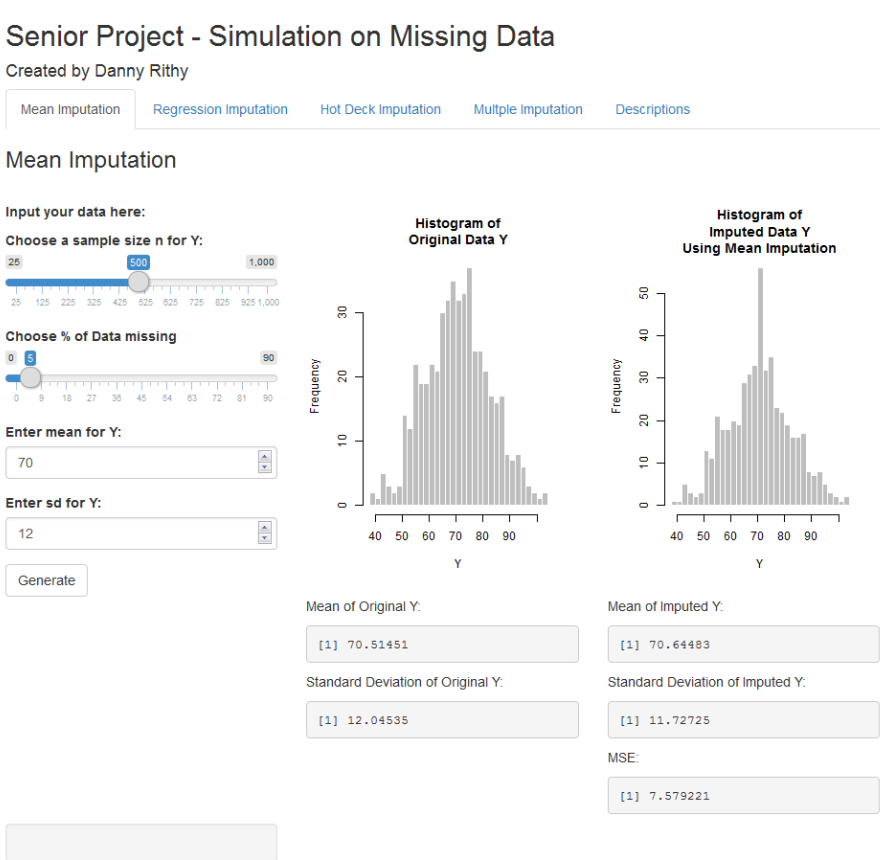 Senior Project - Simulation on Missing Data
Created by Danny Rithy
Mean Imputation Regression Imputation Hot Deck Imputation Multple Imputation Descriptions
Mean Imputation
Input your data here:
Choose a sample size n for Y:
25 500 1,000
25 125 225 325 425 525 625 725 825 925 1,000
Choose % of Data missing
0 5 90
0 9 18 27 36 45 54 63 72 81 90
Enter mean for Y:
70
Enter sd for Y:
12
Generate
Histogram of
Original Data Y
Frequency
0 10 20 30
40 50 60 70 80 90
Y
Mean of Original Y:
[1] 70.51451
Standard Deviation of Original Y:
[1] 12.04535
Histogram of
Imputed Data Y
Using Mean Imputation
Frequency
0 10 20 30 40 50
40 50 60 70 80 90
Y
Mean of Imputed Y:
[1] 70.64483
Standard Deviation of Imputed Y:
[1] 11.72725
MSE:
[1] 7.579221